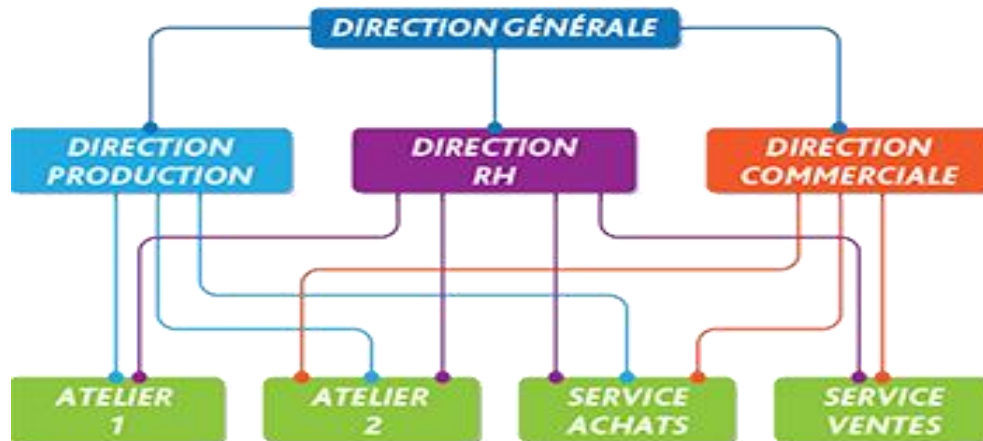 DIRECTION GÉNÉRALE
DIRECTION
PRODUCTION
DIRECTION
RH
DIRECTION
COMMERCIALE
ATELIER
1
ATELIER
2
SERVICE
ACHATS
SERVICE
VENTES